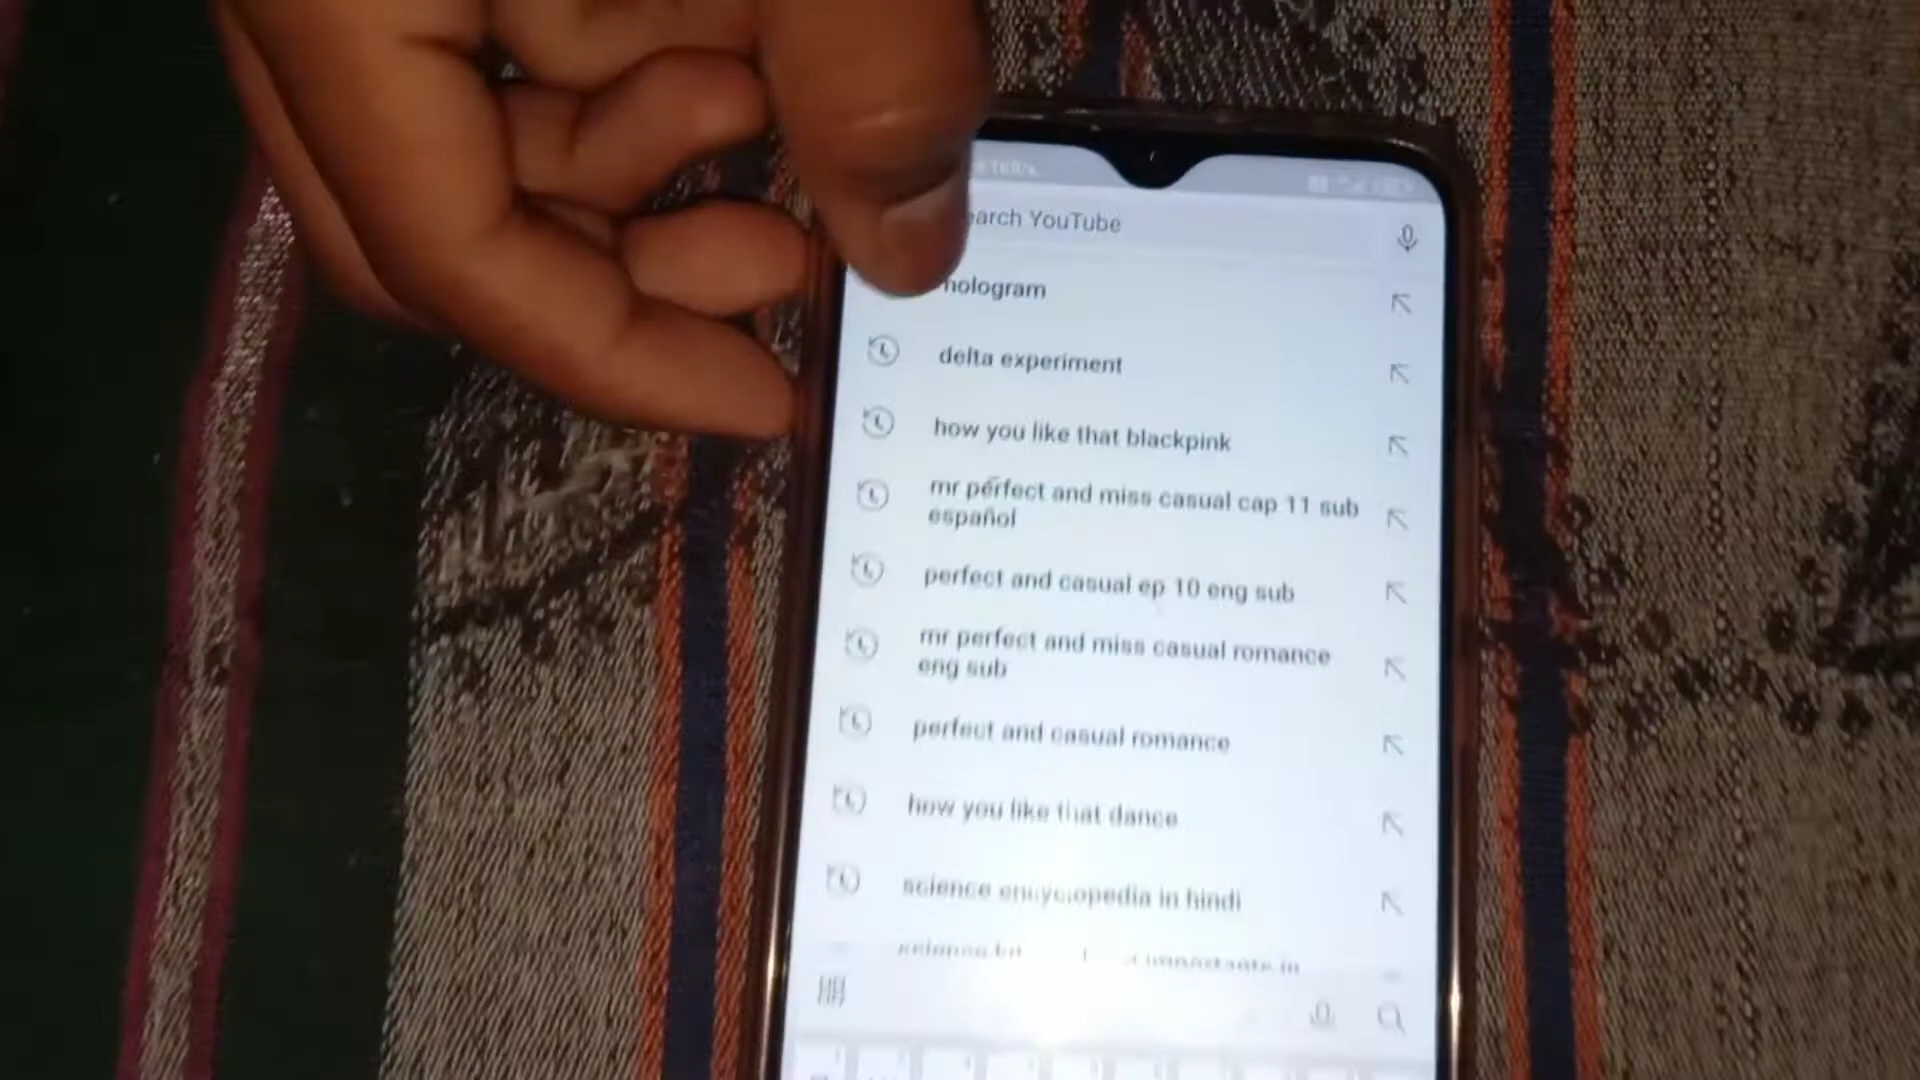 earch YouTube
hologram
delta experiment
how you like that blackpink
mr perfect and miss casual cap 11 sub
español
perfect and casual ep 10 eng sub
mr perfect and miss casual romance
eng sub
perfect and casual romance
how you like that dance
science encyclopedia in hindi
in